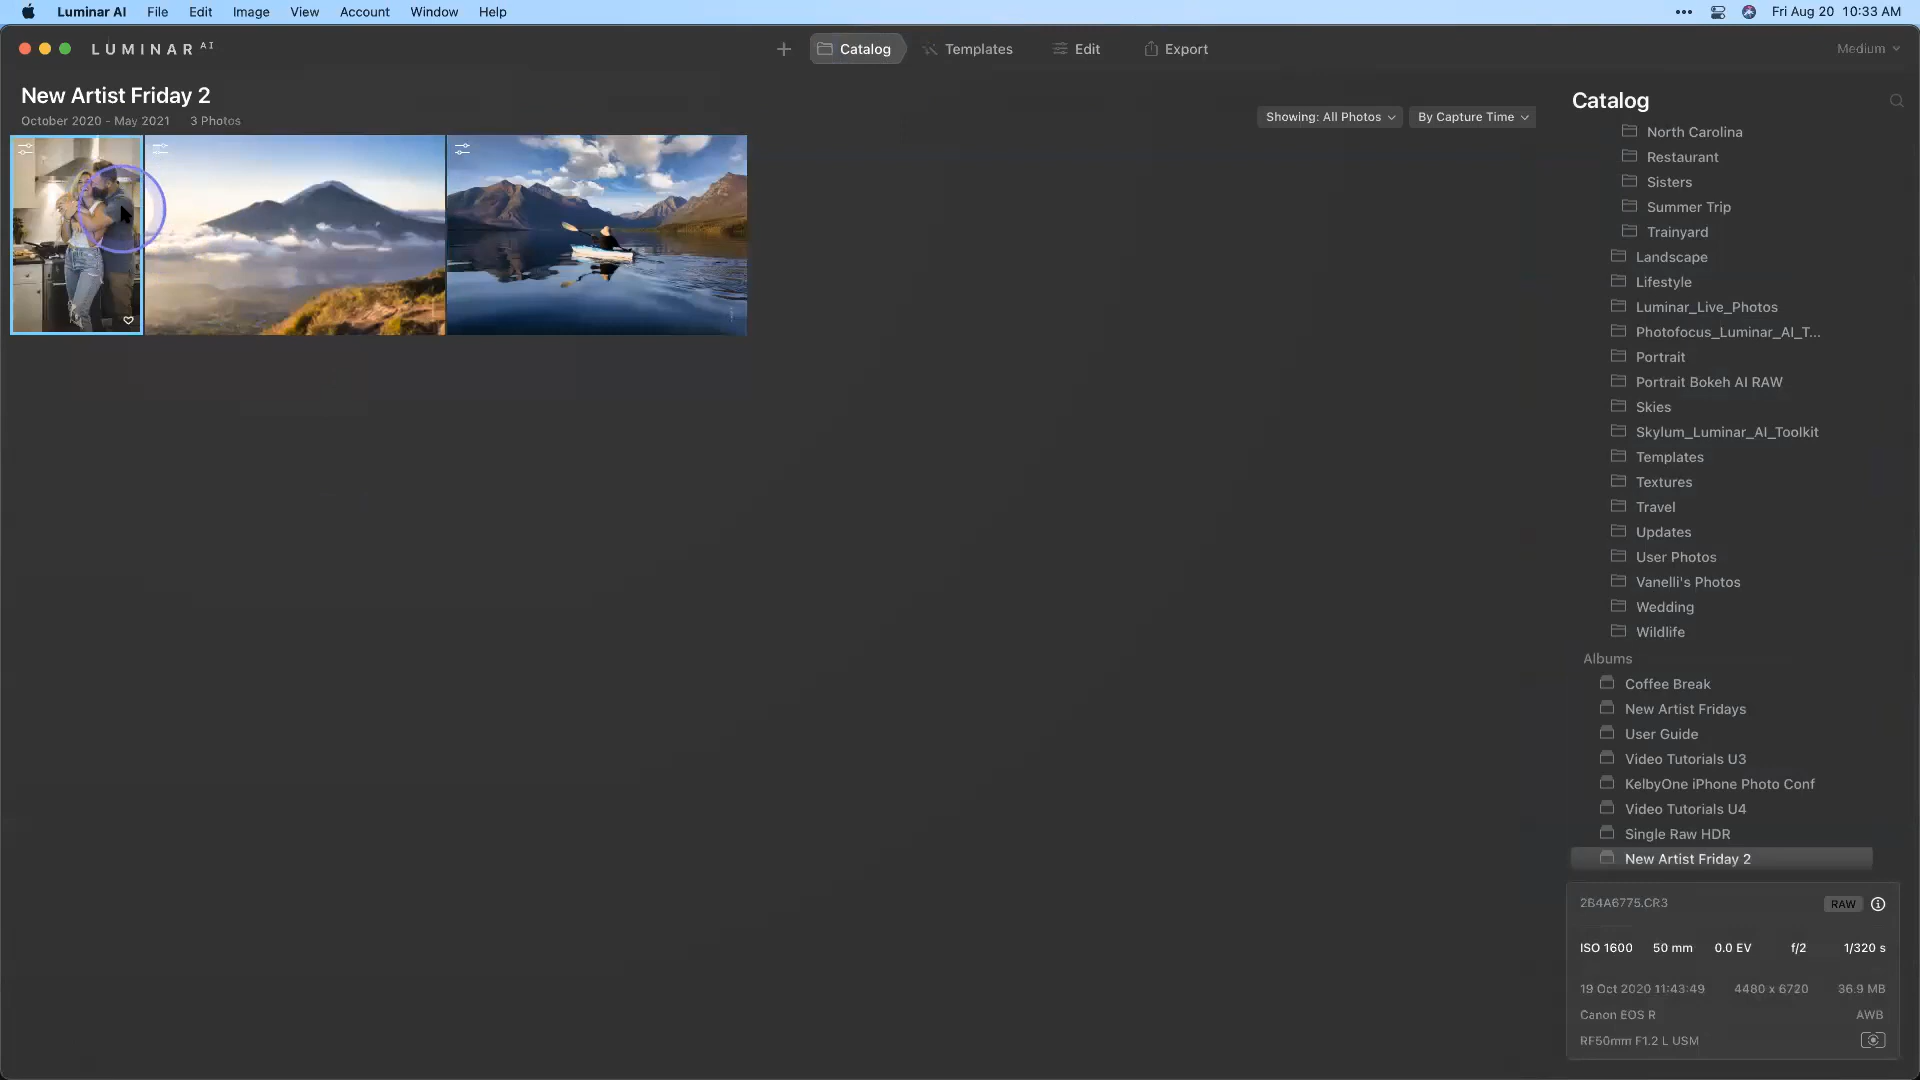 Luminar AI File Edit Image View Account Window Help ••• Fri Aug 20 10:33 AM
LUMINAR AI + Catalog Templates Edit Export Medium
New Artist Friday 2
October 2020 - May 2021 3 Photos
Showing: All Photos By Capture Time
Catalog
North Carolina
Restaurant
Sisters
Summer Trip
Trainyard
Landscape
Lifestyle
Luminar_Live_Photos
Photofocus_Luminar_AI_T...
Portrait
Portrait Bokeh AI RAW
Skies
Skylum_Luminar_AI_Toolkit
Templates
Textures
Travel
Updates
User Photos
Vanelli's Photos
Wedding
Wildlife
Albums
Coffee Break
New Artist Fridays
User Guide
Video Tutorials U3
KelbyOne iPhone Photo Conf
Video Tutorials U4
Single Raw HDR
New Artist Friday 2
2B4A6775.CR3 RAW
ISO 1600 50 mm 0.0 EV f/2 1/320 s
19 Oct 2020 11:43:49 4480 x 6720 36.9 MB
Canon EOS R AWB
RF50mm F1.2 L USM